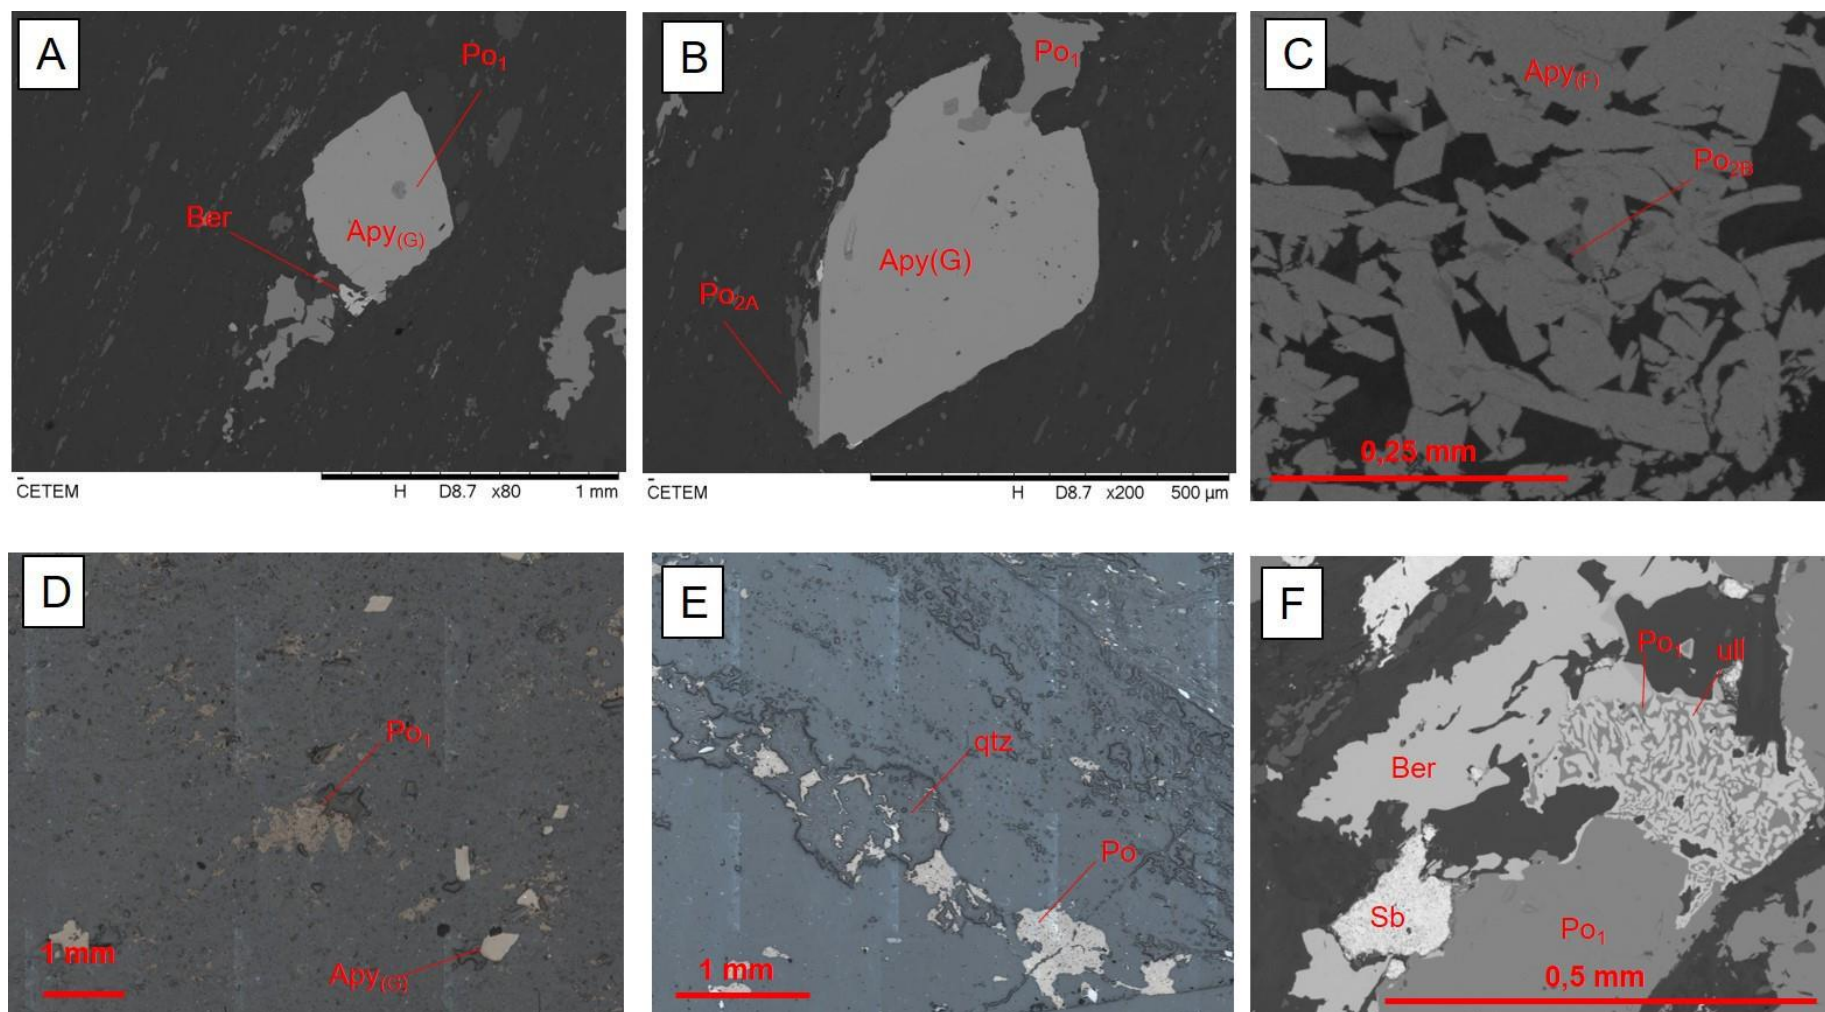 A
Po1
Ber
Apy(G)
CETEM
H D8.7 x80 1 mm
B
Po1
Apy(G)
Po2A
CETEM
H D8.7 x200 500 µm
C
Apy(F)
Po2B
0,25 mm
D
Po1
1 mm
Apy(G)
E
qtz
Po
1 mm
F
Po1 ull
Ber
Sb
Po1
0,5 mm